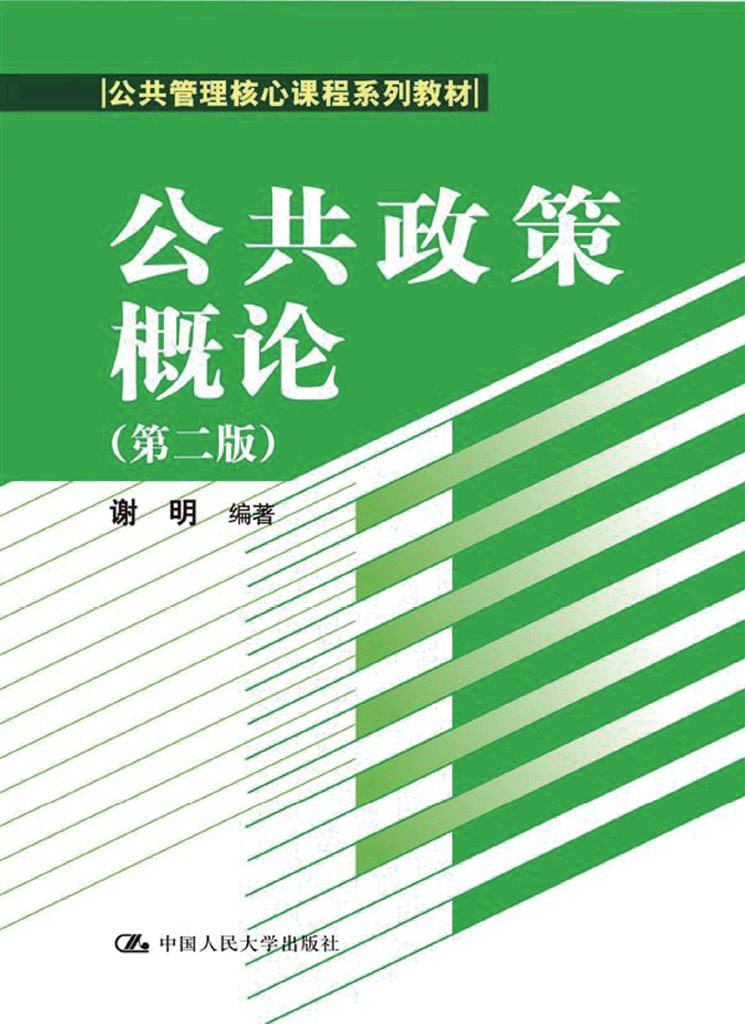 公共管理核心课程系列教材
公共政策
概论
(第二版)
谢 明 编著
中国人民大学出版社